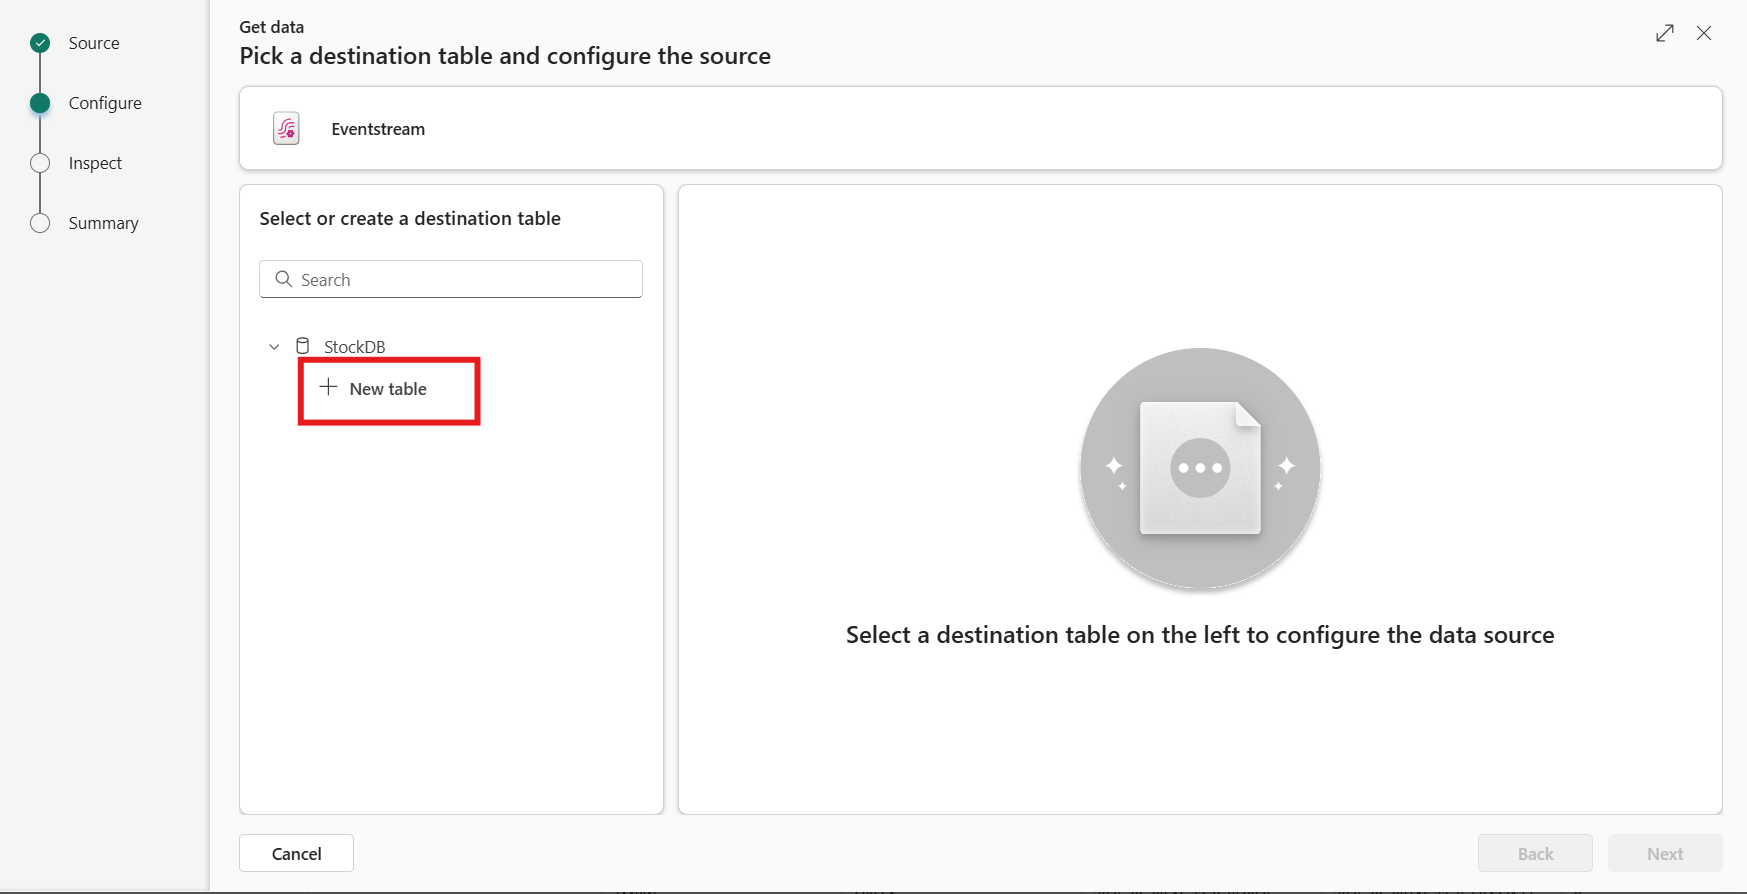 Source
Configure
Inspect
Summary
Get data
Pick a destination table and configure the source
Eventstream
Select or create a destination table
Search
StockDB
New table
Select a destination table on the left to configure the data source
Cancel
Back
Next